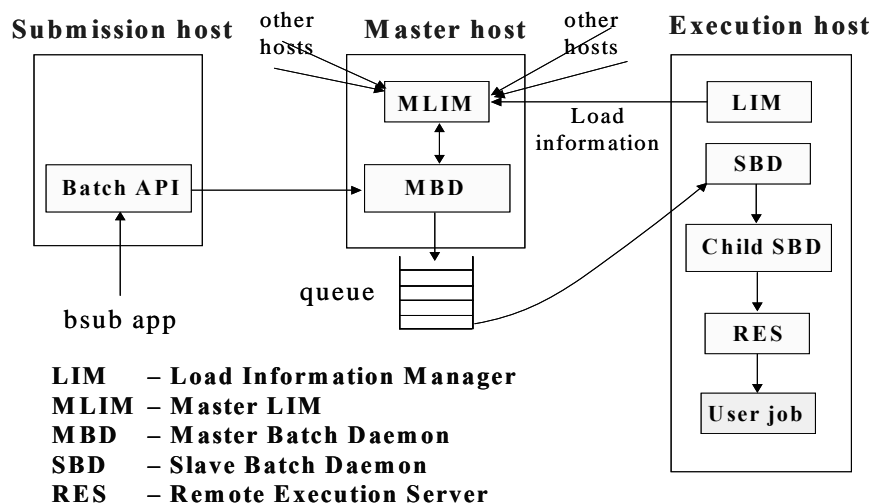 Submission host
Master host
Execution host
other
hosts
other
hosts
MLIM
LIM
Load
information
Batch API
MBD
SBD
Child SBD
queue
bsub app
RES
User job
LIM – Load Information Manager
MLIM – Master LIM
MBD – Master Batch Daemon
SBD – Slave Batch Daemon
RES – Remote Execution Server